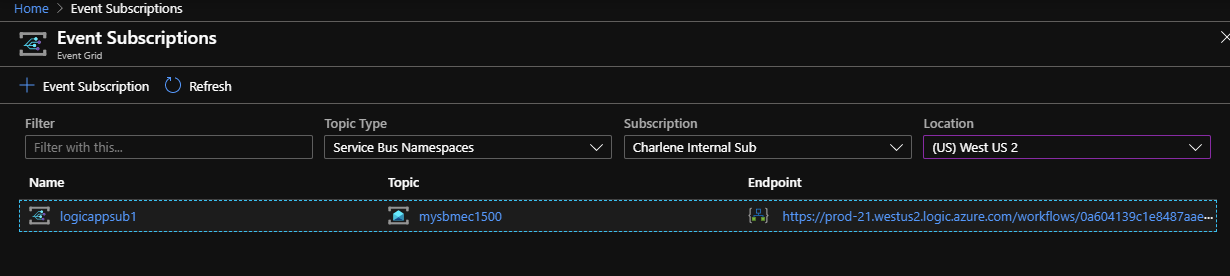 Home > Event Subscriptions
Event Subscriptions
Event Grid
Event Subscription Refresh
Filter Topic Type Subscription Location
Filter with this... Service Bus Namespaces Charlene Internal Sub (US) West US 2
Name Topic Endpoint
logicappsub1 mysbmec1500 https://prod-21.westus2.logic.azure.com/workflows/0a604139c1e8487aae...